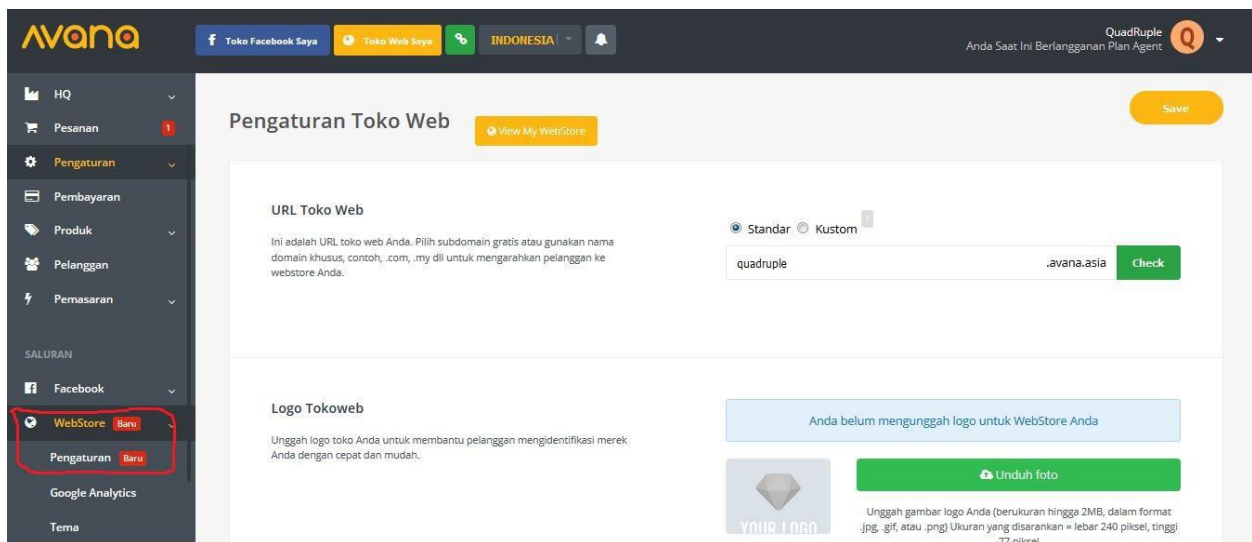 avana
Toko Facebook Saya
Toko Web Saya
INDONESIA
QuadRuple
Anda Saat Ini Berlangganan Plan Agent
Q
HQ
Pesanan 1
Pengaturan
Pembayaran
Produk
Pelanggan
Pemasaran
SALURAN
Facebook
WebStore Baru
Pengaturan Baru
Google Analytics
Tema
Pengaturan Toko Web
View My WebStore
Save
URL Toko Web
Ini adalah URL toko web Anda. Pilih subdomain gratis atau gunakan nama
domain khusus, contoh, .com, .my dll untuk mengarahkan pelanggan ke
webstore Anda.
Standar Kustom ?
quadruple .avana.asia Check
Logo Tokoweb
Unggah logo toko Anda untuk membantu pelanggan mengidentifikasi merek
Anda dengan cepat dan mudah.
Anda belum mengunggah logo untuk WebStore Anda
YOUR LOGO
Unduh foto
Unggah gambar logo Anda (berukuran hingga 2MB, dalam format
.jpg, .gif, atau .png) Ukuran yang disarankan = lebar 240 piksel, tinggi
77 piksel